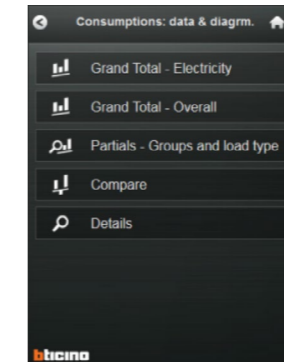 Consumptions: data & diagrm.
Grand Total - Electricity
Grand Total - Overall
Partials - Groups and load type
Compare
Details
bticino